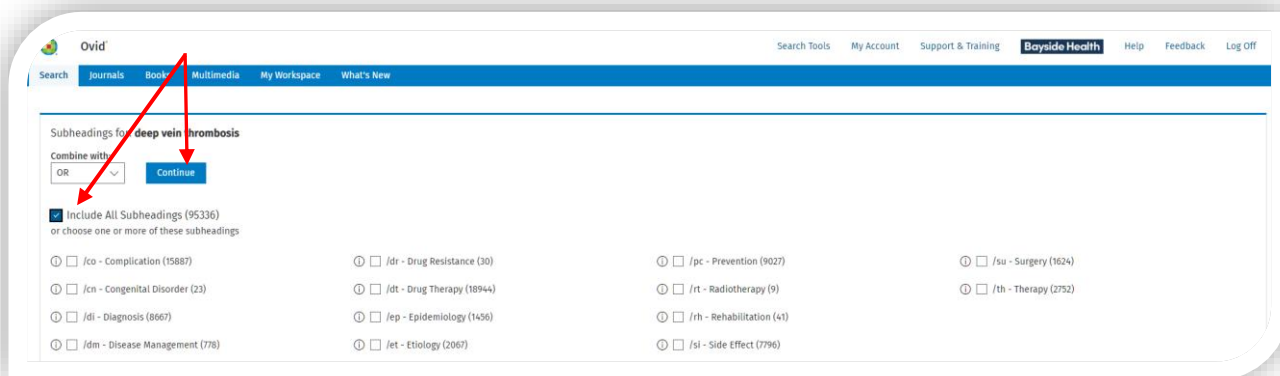 Ovid®
Search Tools My Account Support & Training Bayside Health Help Feedback Log Off
Search Journals Books Multimedia My Workspace What's New
Subheadings for deep vein thrombosis
Combine with:
OR Continue
Include All Subheadings (95336)
or choose one or more of these subheadings
/co - Complication (15887) /dr - Drug Resistance (30) /pc - Prevention (9027) /su - Surgery (1624)
/cn - Congenital Disorder (23) /dt - Drug Therapy (18944) /rt - Radiotherapy (9) /th - Therapy (2752)
/di - Diagnosis (8667) /ep - Epidemiology (1456) /rh - Rehabilitation (41)
/dm - Disease Management (778) /et - Etiology (2067) /si - Side Effect (7796)